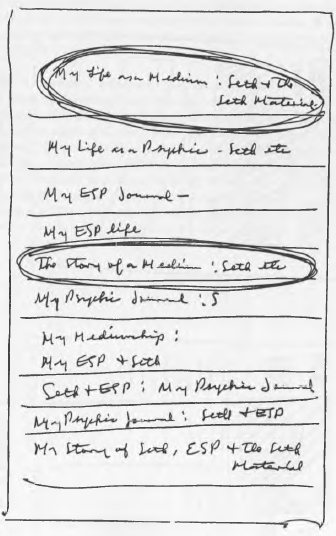 My Life as a Medium : Seth & the
Seth Material
My Life as a Psychic - Seth etc
My ESP Journal -
My ESP life
The Story of a Medium : Seth etc
My Psychic Journal : S
My Mediumship :
My ESP & Seth
Seth & ESP : My Psychic Journal
My Psychic Journal : Seth & ESP
My Story of Seth, ESP & the Seth
Material